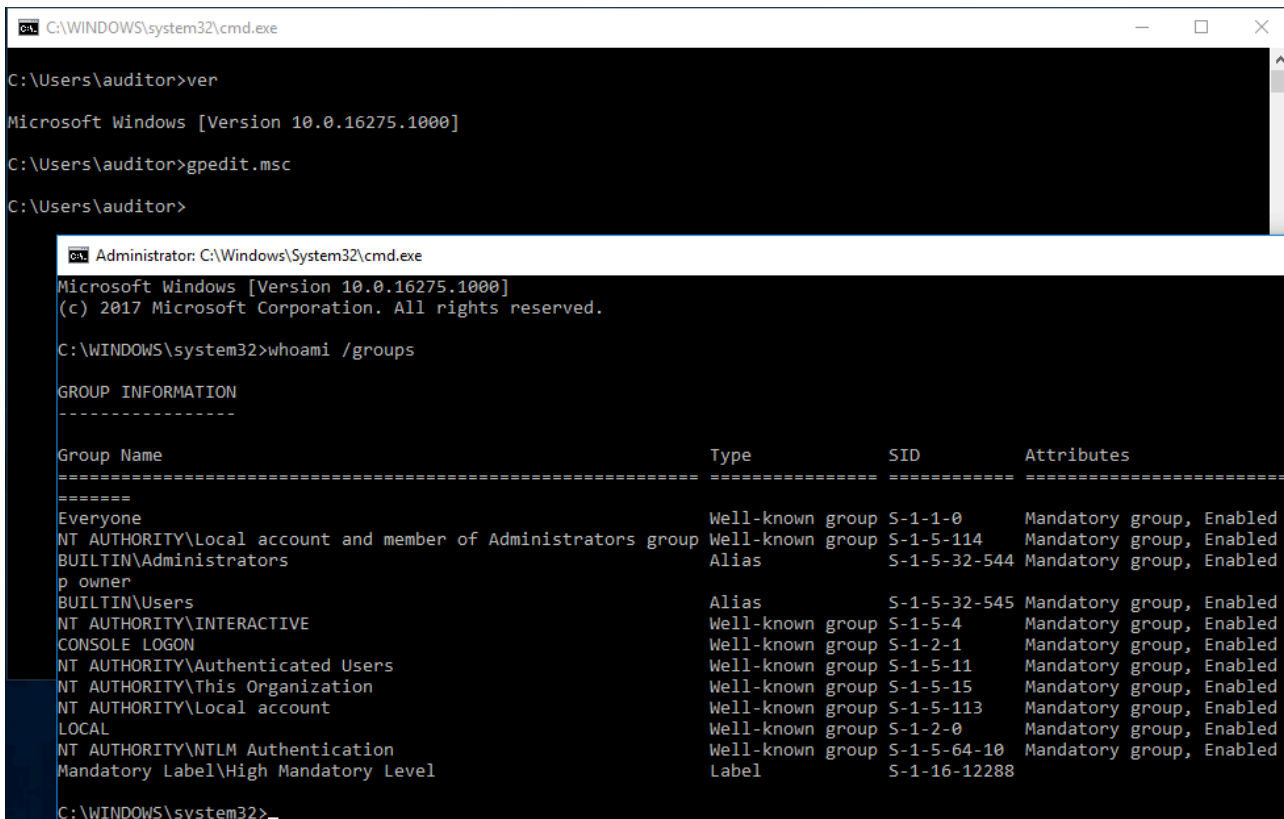 C:\WINDOWS\system32\cmd.exe
C:\Users\auditor>ver
Microsoft Windows [Version 10.0.16275.1000]
C:\Users\auditor>gpedit.msc
C:\Users\auditor>
Administrator: C:\Windows\System32\cmd.exe
Microsoft Windows [Version 10.0.16275.1000]
(c) 2017 Microsoft Corporation. All rights reserved.
C:\WINDOWS\system32>whoami /groups
GROUP INFORMATION
-----------------
Group Name Type SID Attributes
============================================================= ================ ============ =========================
=======
Everyone Well-known group S-1-1-0 Mandatory group, Enabled
NT AUTHORITY\Local account and member of Administrators group Well-known group S-1-5-114 Mandatory group, Enabled
BUILTIN\Administrators Alias S-1-5-32-544 Mandatory group, Enabled
p owner
BUILTIN\Users Alias S-1-5-32-545 Mandatory group, Enabled
NT AUTHORITY\INTERACTIVE Well-known group S-1-5-4 Mandatory group, Enabled
CONSOLE LOGON Well-known group S-1-2-1 Mandatory group, Enabled
NT AUTHORITY\Authenticated Users Well-known group S-1-5-11 Mandatory group, Enabled
NT AUTHORITY\This Organization Well-known group S-1-5-15 Mandatory group, Enabled
NT AUTHORITY\Local account Well-known group S-1-5-113 Mandatory group, Enabled
LOCAL Well-known group S-1-2-0 Mandatory group, Enabled
NT AUTHORITY\NTLM Authentication Well-known group S-1-5-64-10 Mandatory group, Enabled
Mandatory Label\High Mandatory Level Label S-1-16-12288
C:\WINDOWS\system32>_